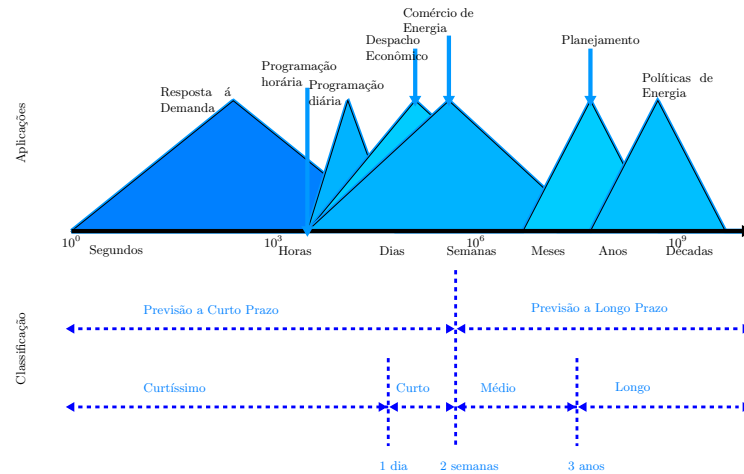 Comércio de
Energia
Despacho
Econômico
Planejamento
Programação
horária
Programação
diária
Políticas de
Energia
Resposta á
Demanda
Aplicações
10^0
10^3
10^6
10^9
Segundos
Horas
Dias
Semanas
Meses
Anos
Décadas
Classificação
Previsão a Curto Prazo
Previsão a Longo Prazo
Curtíssimo
Curto
Médio
Longo
1 dia
2 semanas
3 anos